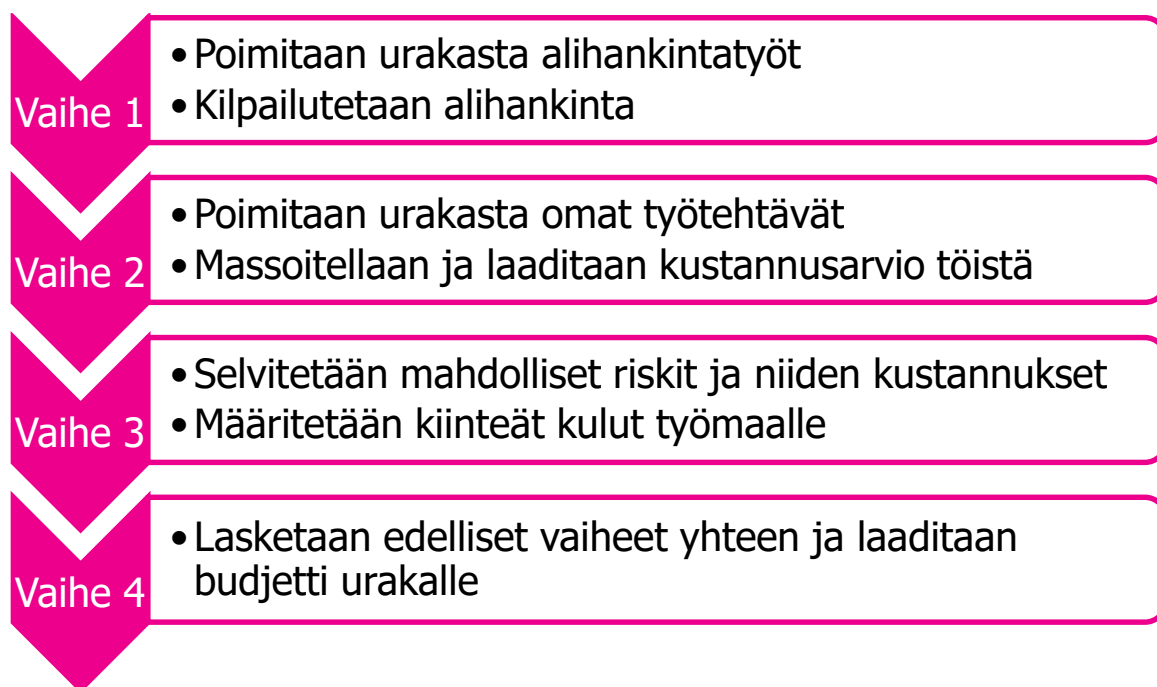 Vaihe 1
• Poimitaan urakasta alihankintatyöt
• Kilpailutetaan alihankinta
Vaihe 2
• Poimitaan urakasta omat työtehtävät
• Massoitellaan ja laaditaan kustannusarvio töistä
Vaihe 3
• Selvitetään mahdolliset riskit ja niiden kustannukset
• Määritetään kiinteät kulut työmaalle
Vaihe 4
• Lasketaan edelliset vaiheet yhteen ja laaditaan
budjetti urakalle